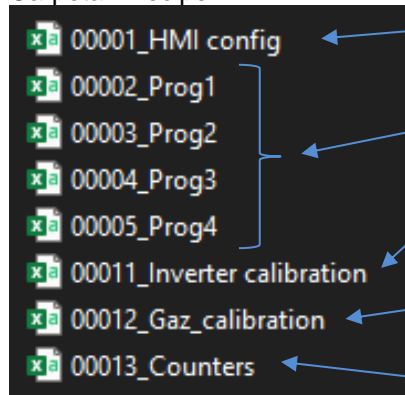 00001_HMI config
00002_Prog1
00003_Prog2
00004_Prog3
00005_Prog4
00011_Inverter calibration
00012_Gaz_calibration
00013_Counters